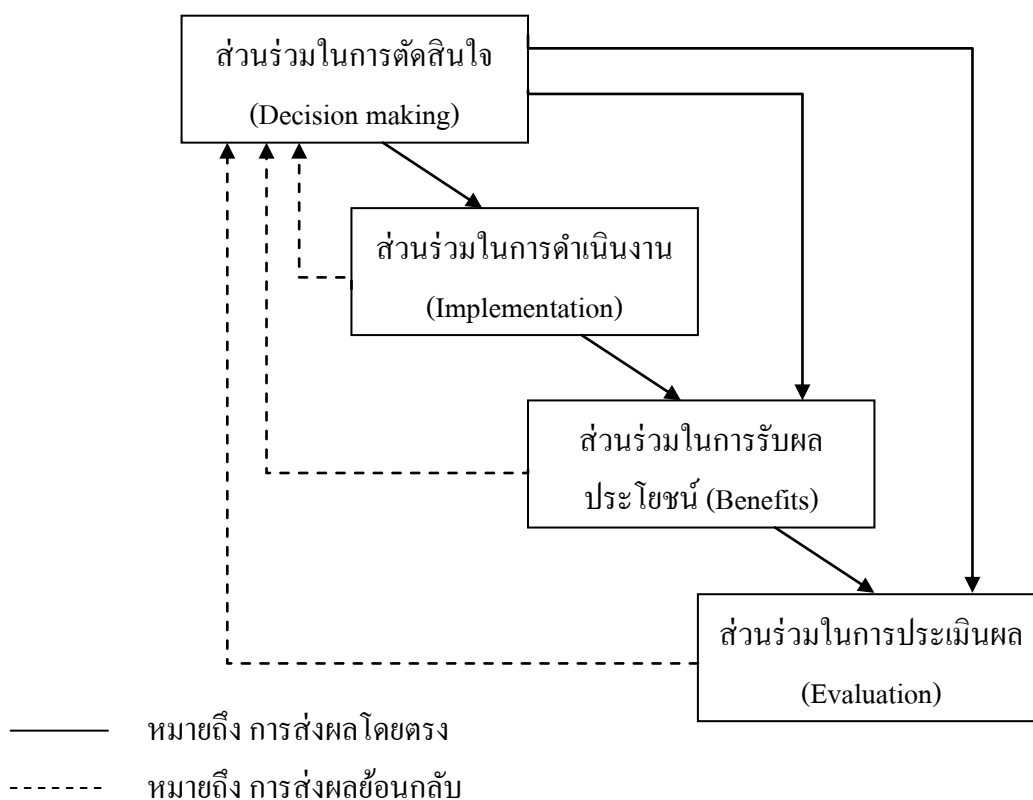 ส่วนร่วมในการตัดสินใจ
(Decision making)
ส่วนร่วมในการดำเนินงาน
(Implementation)
ส่วนร่วมในการรับผล
ประโยชน์ (Benefits)
ส่วนร่วมในการประเมินผล
(Evaluation)
หมายถึง การส่งผลโดยตรง
หมายถึง การส่งผลย้อนกลับ